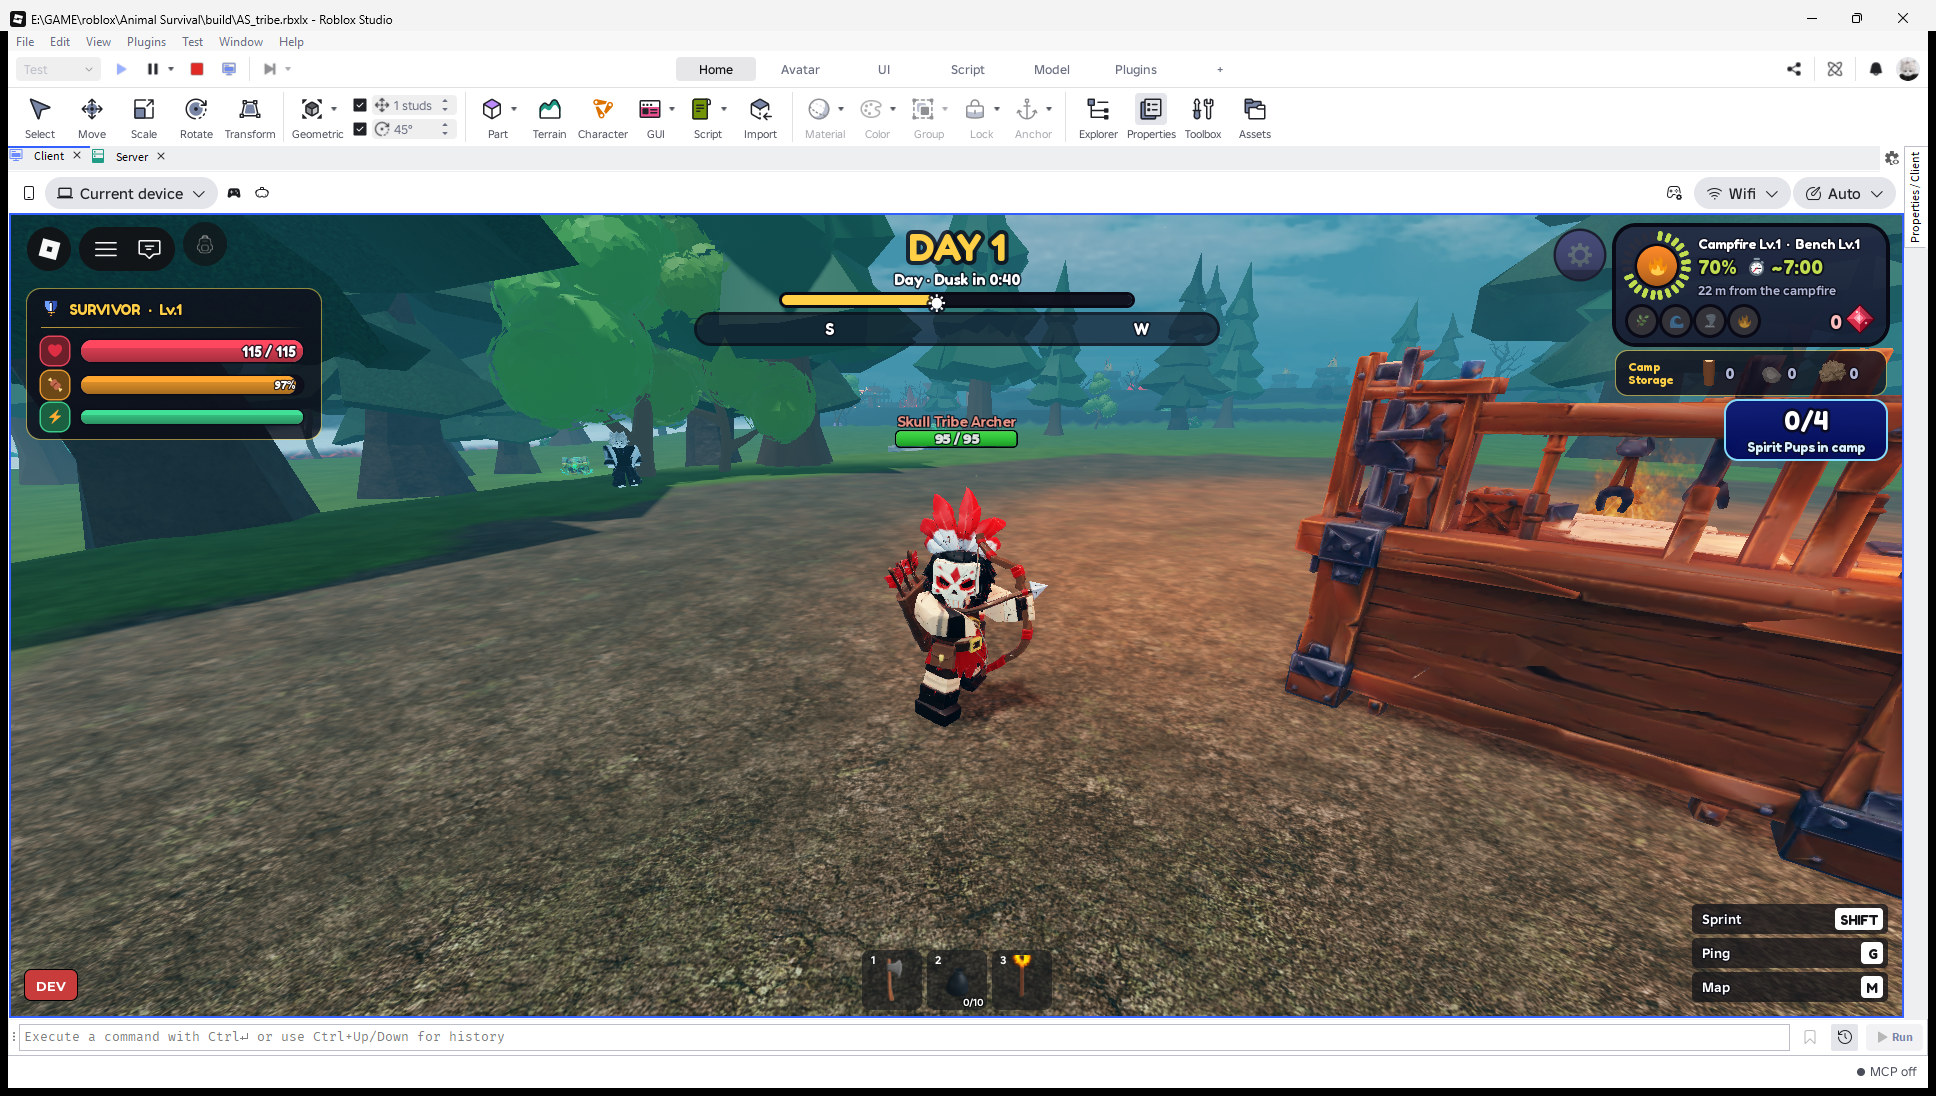 E:\GAME\roblox\Animal Survival\build\AS_tribe.rbxlx - Roblox Studio
File Edit View Plugins Test Window Help
Test
Home Avatar UI Script Model Plugins +
1 studs
45°
Select Move Scale Rotate Transform Geometric Part Terrain Character GUI Script Import Material Color Group Lock Anchor Explorer Properties Toolbox Assets
Client Server
Properties / Client
Current device Wifi Auto
DAY 1
Day · Dusk in 0:40
S W
SURVIVOR · Lv.1
115 / 115
97%
Campfire Lv.1 · Bench Lv.1
70% ~7:00
22 m from the campfire
0
Camp Storage 0 0 0
0/4
Spirit Pups in camp
Skull Tribe Archer
95 / 95
Sprint SHIFT
Ping G
Map M
DEV
1 2 3
0/10
Execute a command with Ctrl↵ or use Ctrl+Up/Down for history
Run
MCP off